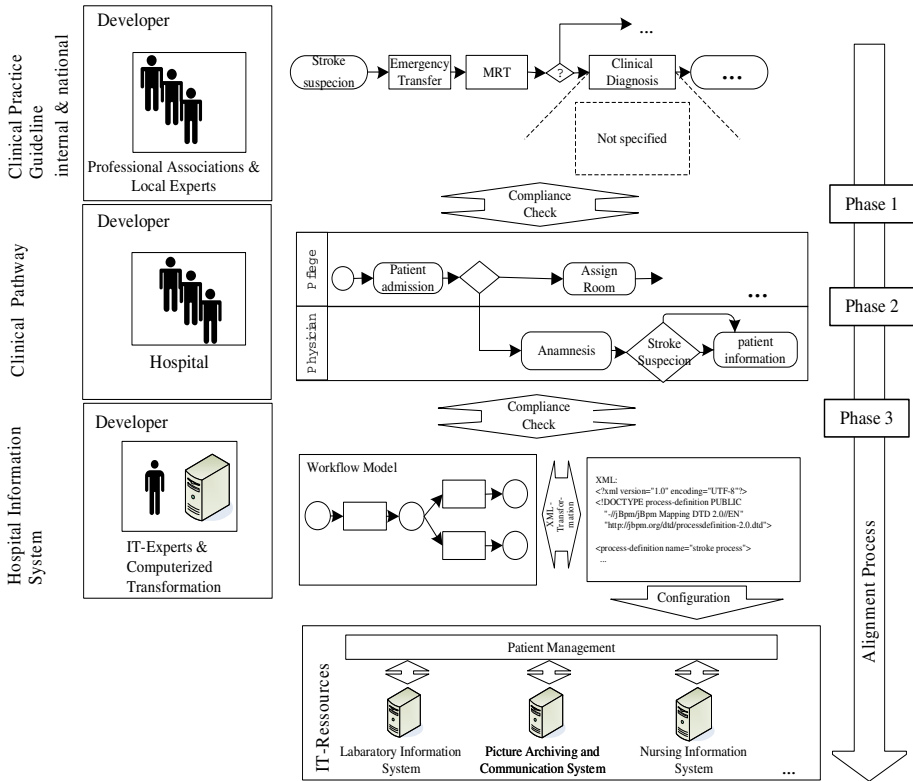 Clinical Practice
Guideline
internal & national
Developer
Professional Associations &
Local Experts
Stroke
suspecion
Emergency
Transfer
MRT
?
...
Clinical
Diagnosis
...
Not specified
Compliance
Check
Phase 1
Clinical Pathway
Developer
Hospital
Pflege
Patient
admission
Assign
Room
...
Physician
Anamnesis
Stroke
Suspecion
patient
information
Phase 2
Compliance
Check
Phase 3
Hospital Information
System
Developer
IT-Experts &
Computerized
Transformation
Workflow Model
XML-
Transfor-
mation
XML:
<?xml version="1.0" encoding="UTF-8"?>
<!DOCTYPE process-definition PUBLIC
"-//jBpm/jBpm Mapping DTD 2.0//EN"
"http://jbpm.org/dtd/processdefinition-2.0.dtd">
<process-definition name="stroke process">
...
Configuration
Alignment Process
IT-Ressources
Patient Management
Labaratory Information
System
Picture Archiving and
Communication System
Nursing Information
System
...